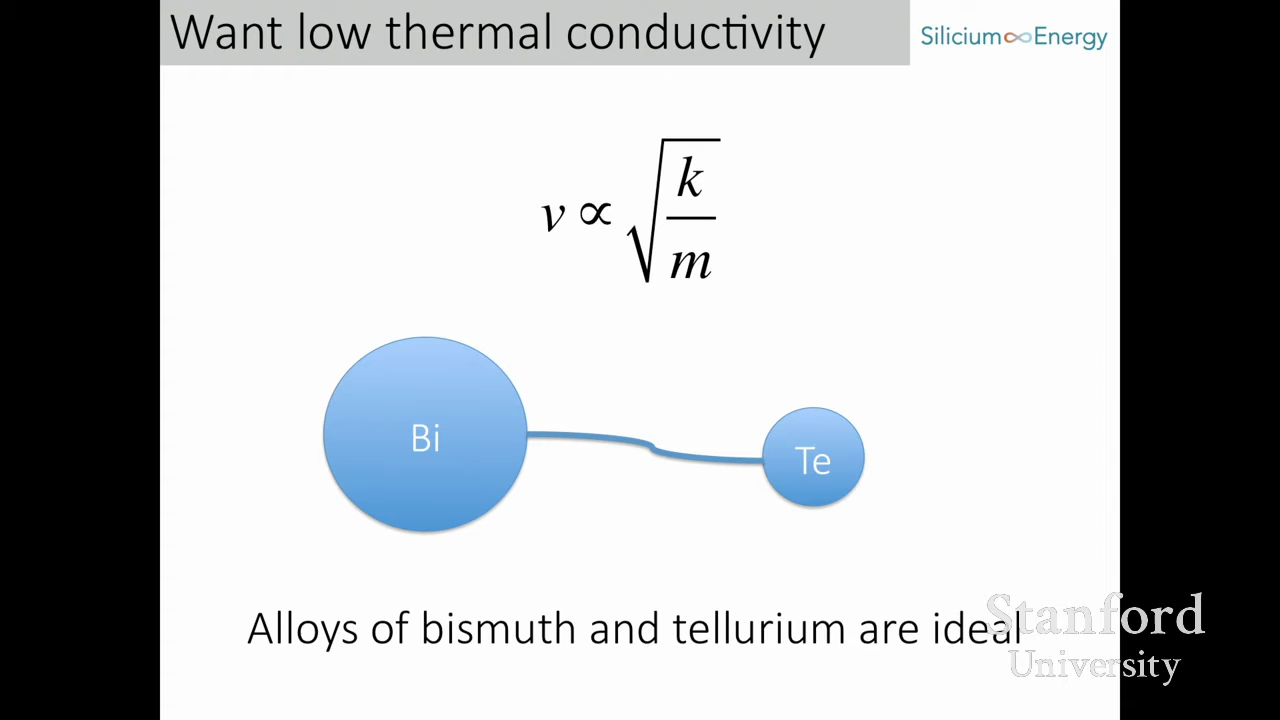 Want low thermal conductivity
Silicium∞Energy
v ∝ √(k/m)
Bi
Te
Alloys of bismuth and tellurium are ideal
Stanford
University